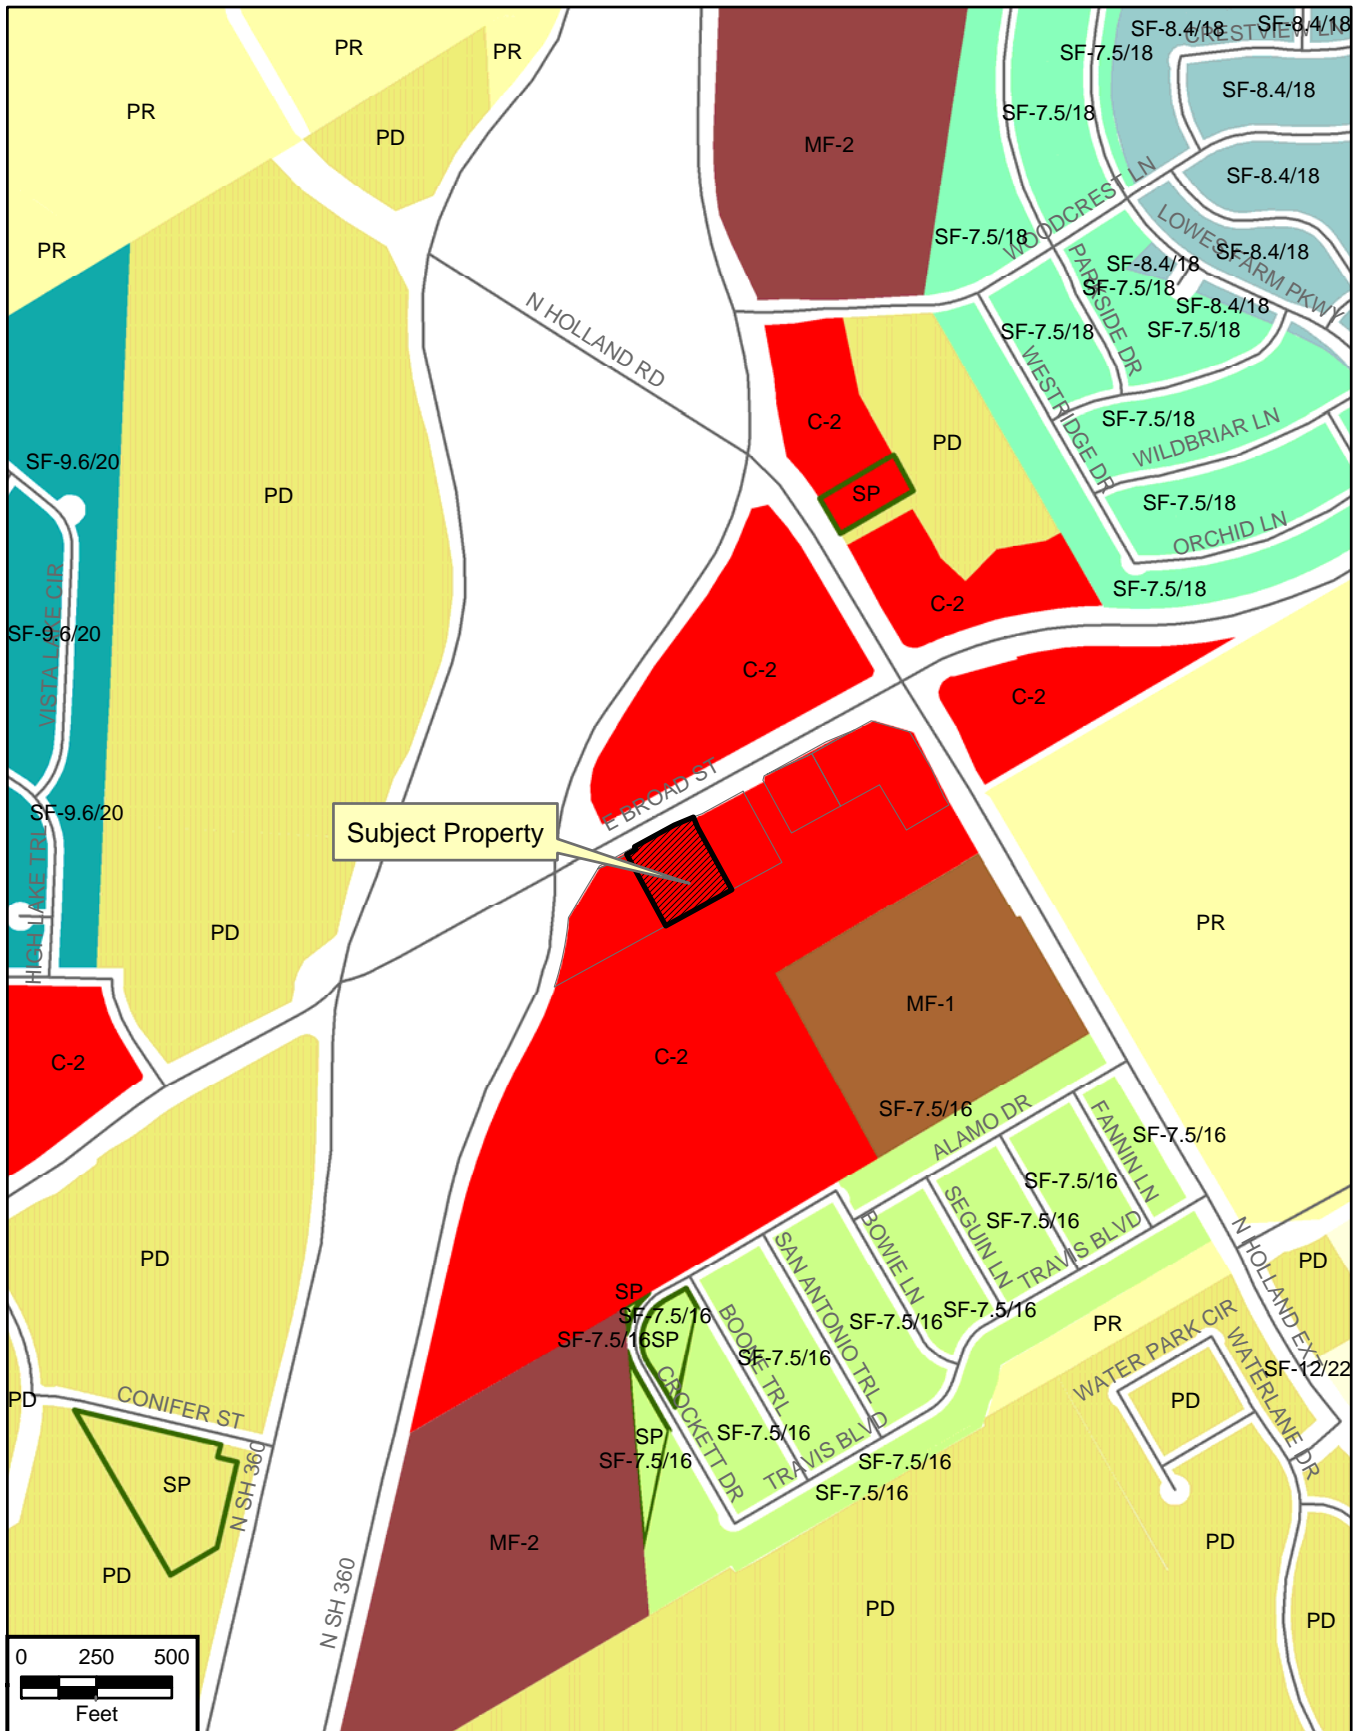 PR
PR
PR
PD
PR
MF-2
SF-8.4/18
SF-8.4/18
CRESTVIEW LN
SF-7.5/18
SF-8.4/18
SF-7.5/18
SF-8.4/18
WOODCREST LN
LOWES FARM PKWY
SF-7.5/18
SF-8.4/18
SF-8.4/18
SF-7.5/18
SF-8.4/18
PARKSIDE DR
SF-7.5/18
SF-7.5/18
N HOLLAND RD
WESTRIDGE DR
C-2
SF-7.5/18
WILDBRIAR LN
PD
SF-9.6/20
PD
SP
SF-7.5/18
ORCHID LN
SF-7.5/18
C-2
SF-9.6/20
VISTA LAKE CIR
C-2
C-2
E BROAD ST
SF-9.6/20
Subject Property
HIGH LAKE TRL
PD
PR
MF-1
C-2
C-2
SF-7.5/16
ALAMO DR
FANNIN LN
SF-7.5/16
SF-7.5/16
SEGUIN LN
SF-7.5/16
BOWIE LN
TRAVIS BLVD
SAN ANTONIO TRL
N HOLLAND EXT
PD
PD
SP
SF-7.5/16
SF-7.5/16
SF-7.5/16
SF-7.5/16
SP
BOONE TRL
SF-7.5/16
PR
WATER PARK CIR
WATERLANE DR
SF-12/22
CROCKETT DR
PD
CONIFER ST
PD
SP
SF-7.5/16
SF-7.5/16
TRAVIS BLVD
SF-7.5/16
SF-7.5/16
SP
N SH 360
MF-2
PD
PD
N SH 360
PD
PD
0 250 500
Feet